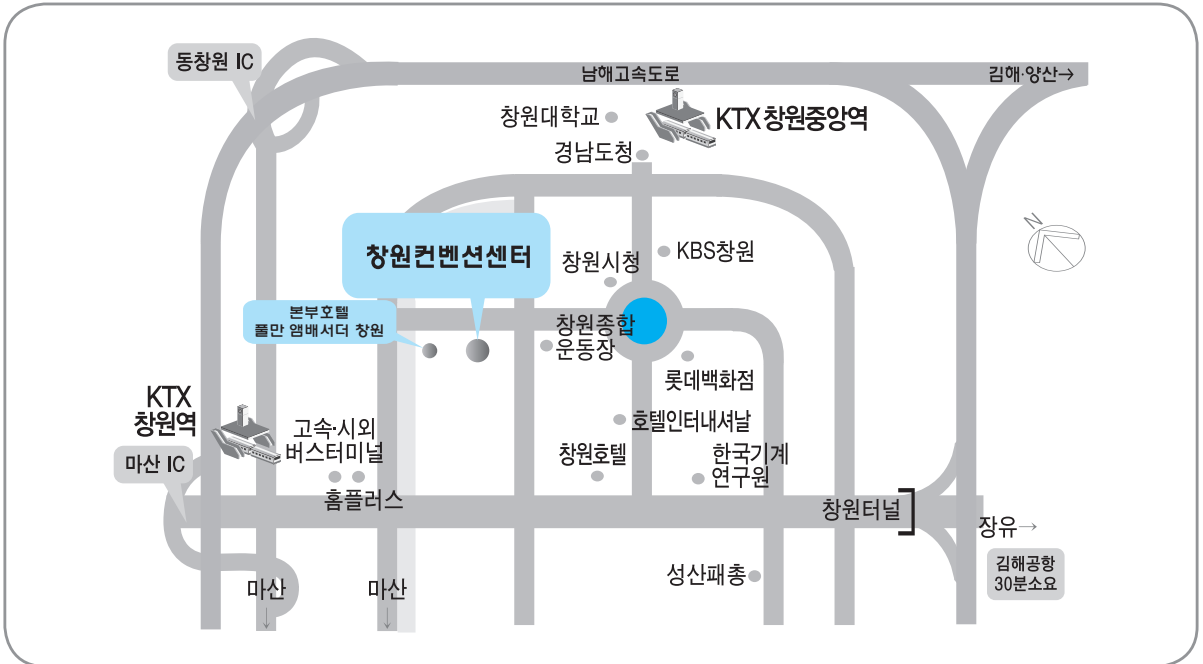 동창원 IC
남해고속도로
김해·양산→
창원대학교
KTX 창원중앙역
경남도청
창원컨벤션센터
창원시청
KBS창원
N
본부호텔
풀만 앰배서더 창원
창원종합
운동장
롯데백화점
KTX
창원역
고속·시외
버스터미널
호텔인터내셔날
마산 IC
창원호텔
한국기계
연구원
홈플러스
창원터널
장유→
성산패총
김해공항
30분소요
마산
↓
마산
↓